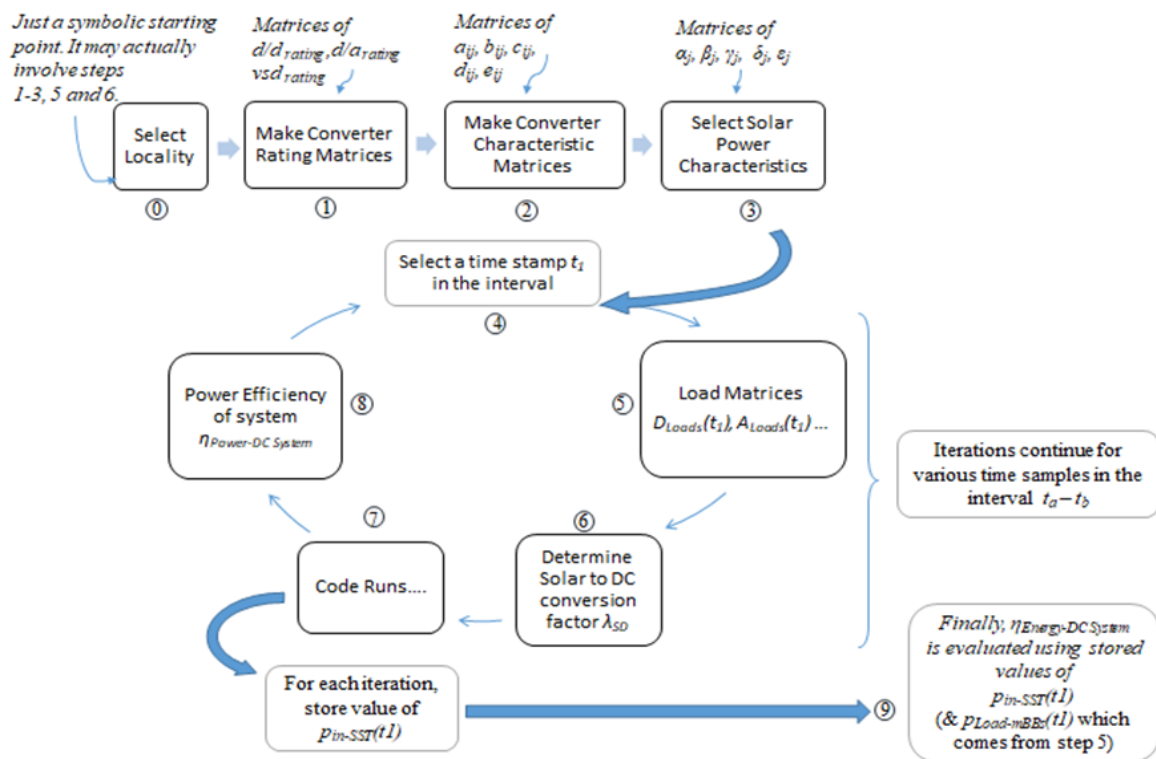 Just a symbolic starting
point. It may actually
involve steps
1-3, 5 and 6.
Matrices of
d/d rating, d/a rating
vsd rating
Matrices of
aij, bij, cij,
dij, eij
Matrices of
αj, βj, γj, δj, εj
Select
Locality
⓪
Make Converter
Rating Matrices
①
Make Converter
Characteristic
Matrices
②
Select Solar
Power
Characteristics
③
Select a time stamp t1
in the interval
④
Load Matrices
DLoads(t1), ALoads(t1) ...
⑤
Determine
Solar to DC
conversion
factor λSD
⑥
Code Runs....
⑦
Power Efficiency
of system
ηPower-DC System
⑧
Iterations continue for
various time samples in the
interval ta – tb
For each iteration,
store value of
pin-SST(t1)
⑨
Finally, ηEnergy-DC System
is evaluated using stored
values of
pin-SST(t1)
(& pLoad-mBBs(t1) which
comes from step 5)